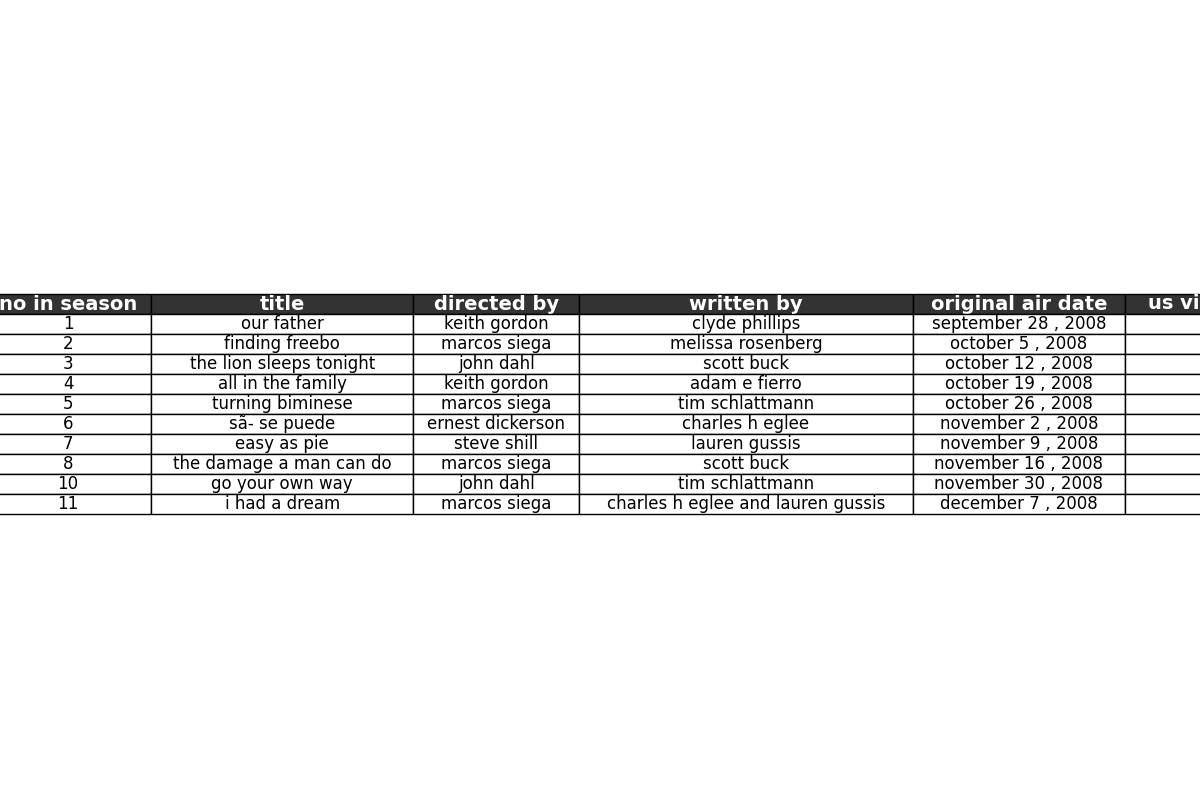 no in season title directed by written by original air date us vi
1 our father keith gordon clyde phillips september 28 , 2008
2 finding freebo marcos siega melissa rosenberg october 5 , 2008
3 the lion sleeps tonight john dahl scott buck october 12 , 2008
4 all in the family keith gordon adam e fierro october 19 , 2008
5 turning biminese marcos siega tim schlattmann october 26 , 2008
6 sã- se puede ernest dickerson charles h eglee november 2 , 2008
7 easy as pie steve shill lauren gussis november 9 , 2008
8 the damage a man can do marcos siega scott buck november 16 , 2008
10 go your own way john dahl tim schlattmann november 30 , 2008
11 i had a dream marcos siega charles h eglee and lauren gussis december 7 , 2008